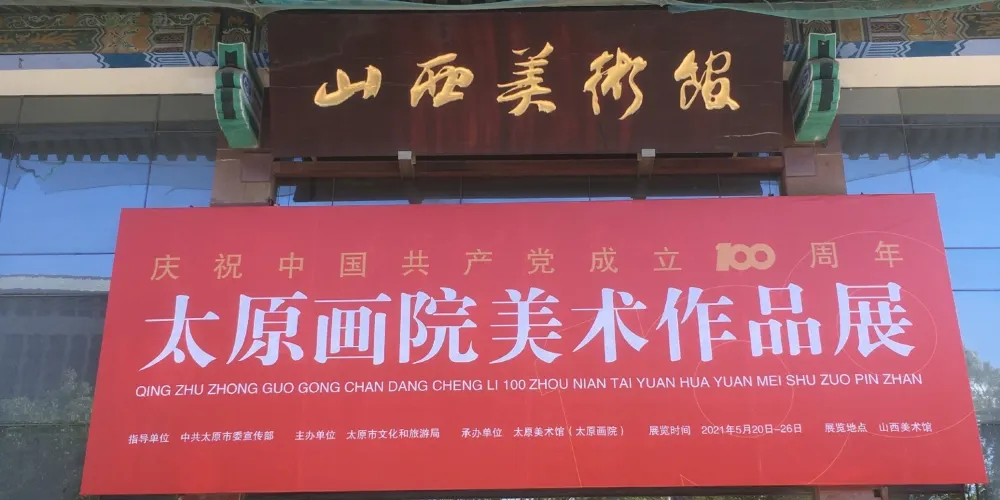 山西美術館
庆祝中国共产党成立100周年
太原画院美术作品展
QING ZHU ZHONG GUO GONG CHAN DANG CHENG LI 100 ZHOU NIAN TAI YUAN HUA YUAN MEI SHU ZUO PIN ZHAN
指导单位 中共太原市委宣传部 主办单位 太原市文化和旅游局 承办单位 太原美术馆（太原画院） 展览时间 2021年5月20日~26日 展览地点 山西美术馆